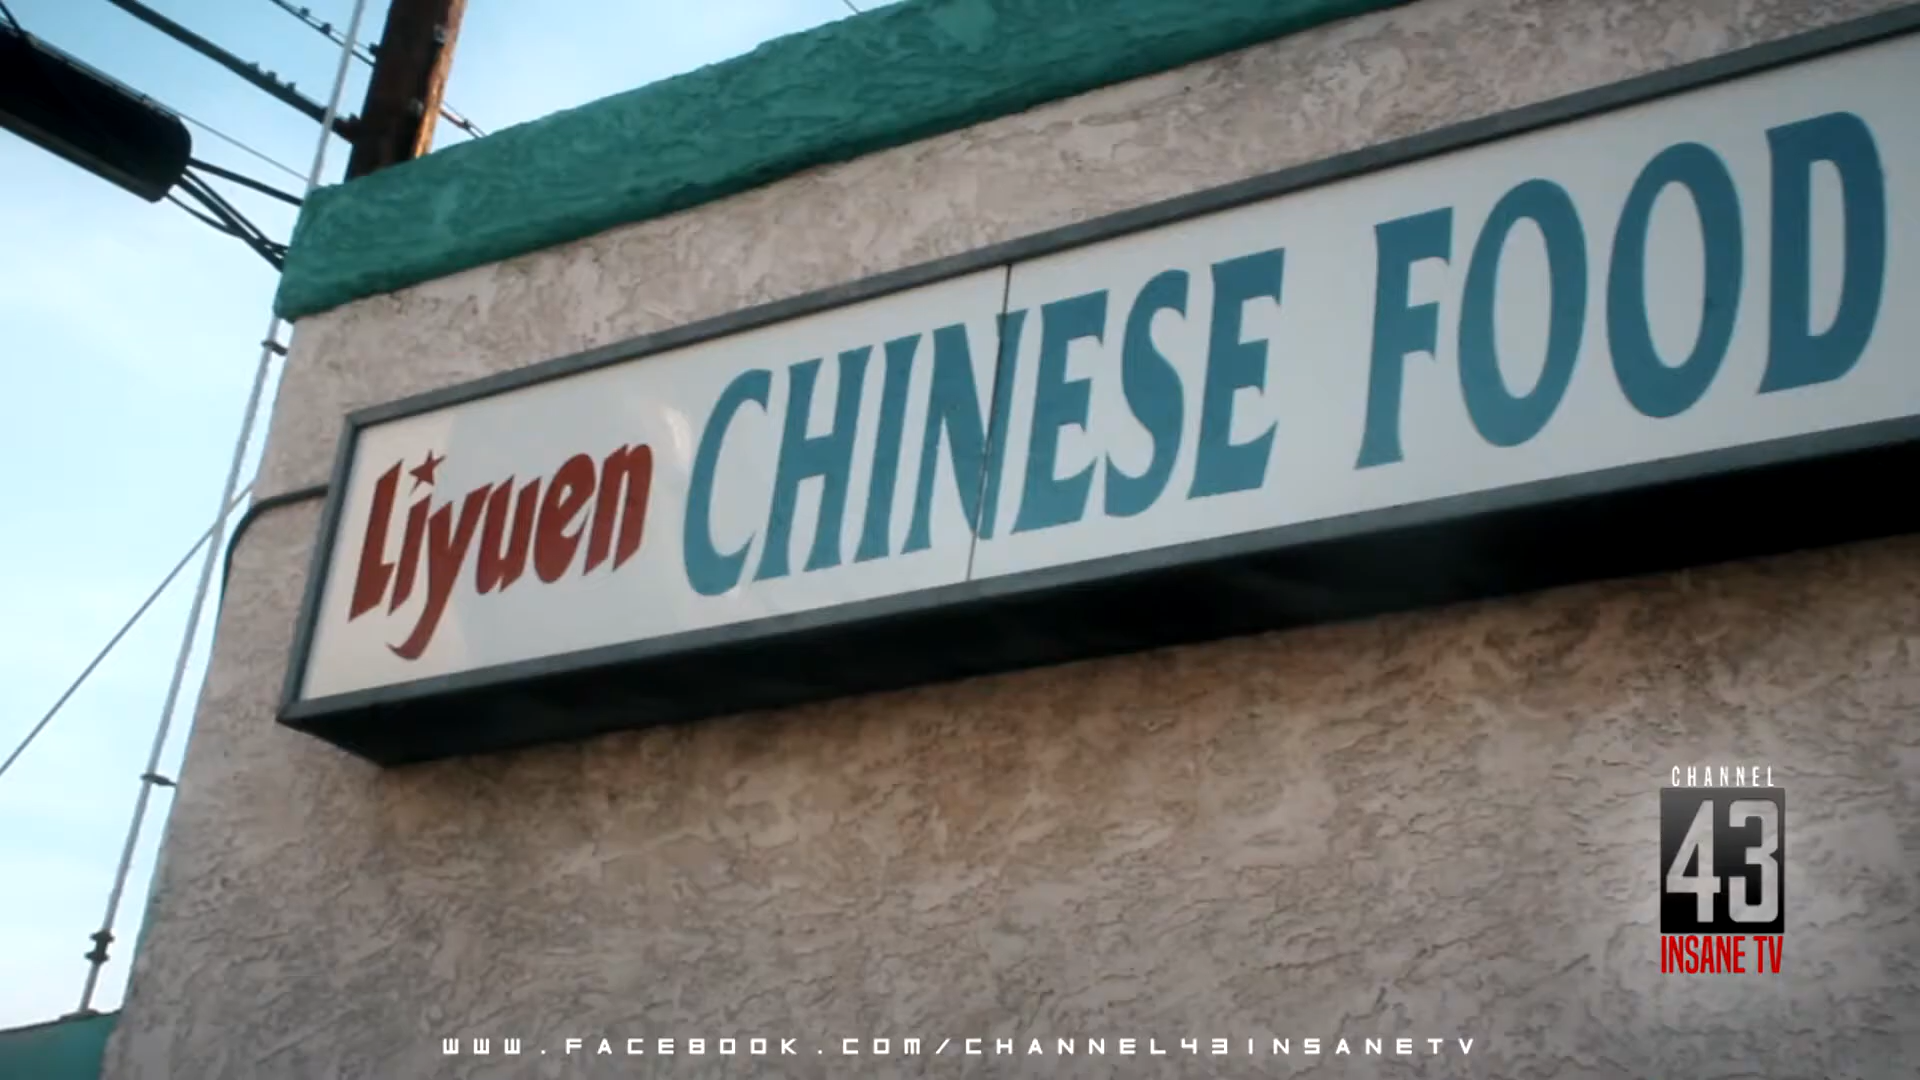 Liyuen CHINESE FOOD
CHANNEL
43
INSANE TV
WWW.FACEBOOK.COM/CHANNEL43INSANETV